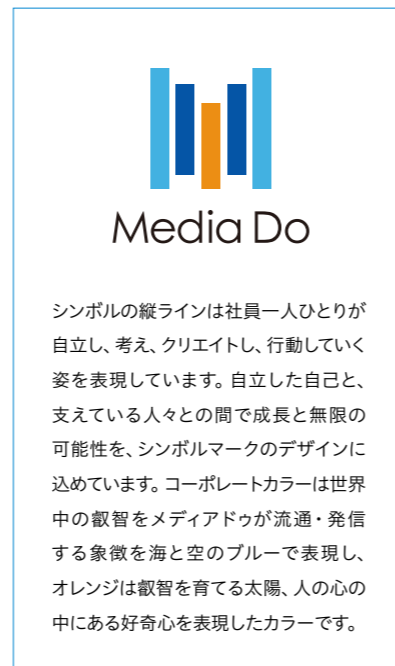 Media Do
シンボルの縦ラインは社員一人ひとりが
自立し、考え、クリエイトし、行動していく
姿を表現しています。自立した自己と、
支えている人々との間で成長と無限の
可能性を、シンボルマークのデザインに
込めています。コーポレートカラーは世界
中の叡智をメディアドゥが流通・発信
する象徴を海と空のブルーで表現し、
オレンジは叡智を育てる太陽、人の心の
中にある好奇心を表現したカラーです。